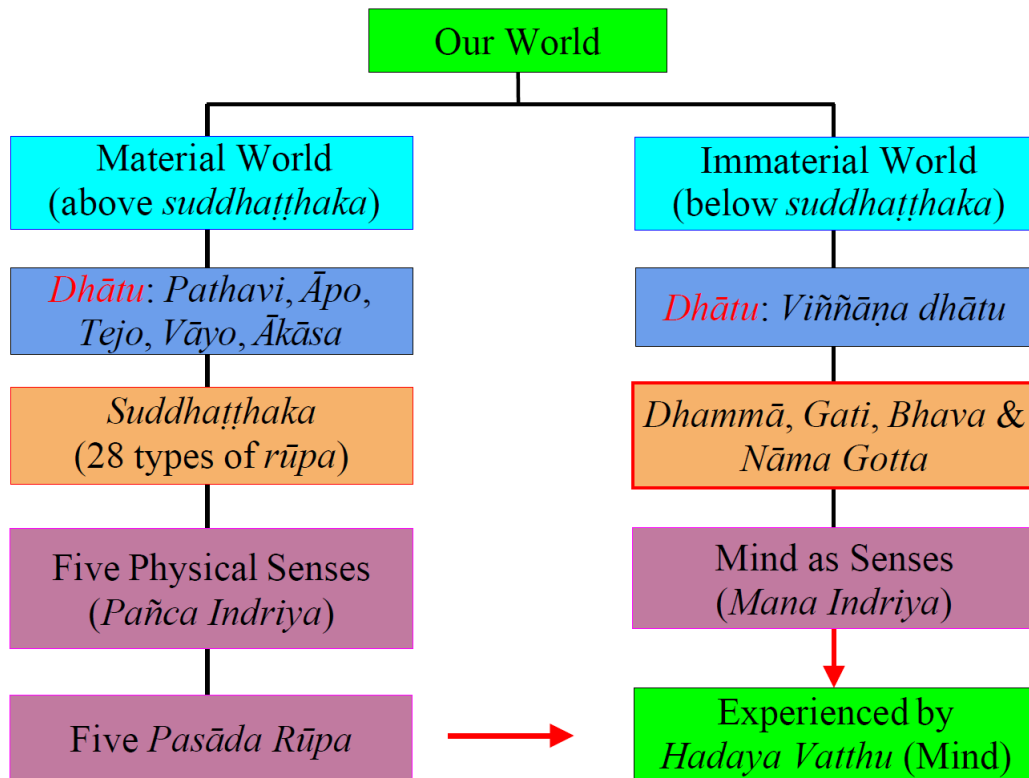 Our World
Material World
(above suddhaṭṭhaka)
Immaterial World
(below suddhaṭṭhaka)
Dhātu: Pathavi, Āpo,
Tejo, Vāyo, Ākāsa
Dhātu: Viññāṇa dhātu
Suddhaṭṭhaka
(28 types of rūpa)
Dhammā, Gati, Bhava &
Nāma Gotta
Five Physical Senses
(Pañca Indriya)
Mind as Senses
(Mana Indriya)
Five Pasāda Rūpa
Experienced by
Hadaya Vatthu (Mind)